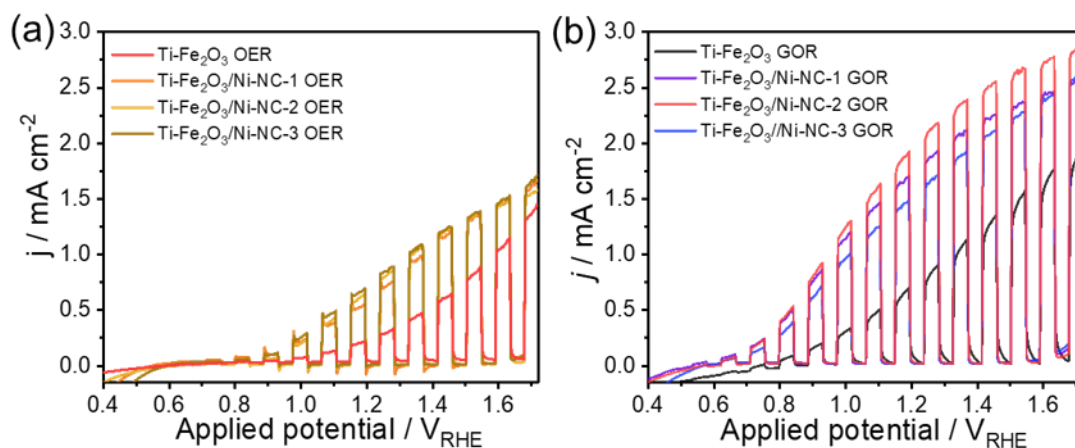 (a)
Ti-Fe₂O₃ OER
Ti-Fe₂O₃/Ni-NC-1 OER
Ti-Fe₂O₃/Ni-NC-2 OER
Ti-Fe₂O₃/Ni-NC-3 OER
j / mA cm⁻²
3.0
2.5
2.0
1.5
1.0
0.5
0.0
0.4 0.6 0.8 1.0 1.2 1.4 1.6
Applied potential / V_RHE
(b)
Ti-Fe₂O₃ GOR
Ti-Fe₂O₃/Ni-NC-1 GOR
Ti-Fe₂O₃/Ni-NC-2 GOR
Ti-Fe₂O₃//Ni-NC-3 GOR
j / mA cm⁻²
3.0
2.5
2.0
1.5
1.0
0.5
0.0
0.4 0.6 0.8 1.0 1.2 1.4 1.6
Applied potential / V_RHE